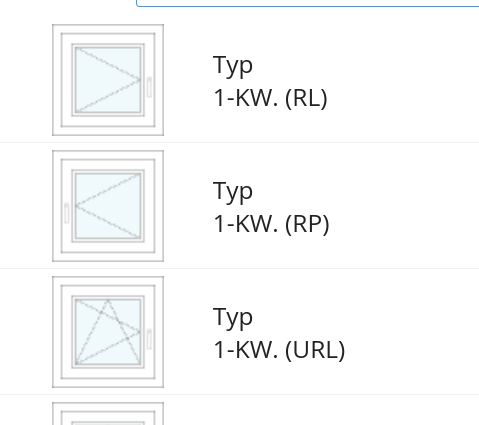 Typ
1-KW. (RL)
Typ
1-KW. (RP)
Typ
1-KW. (URL)